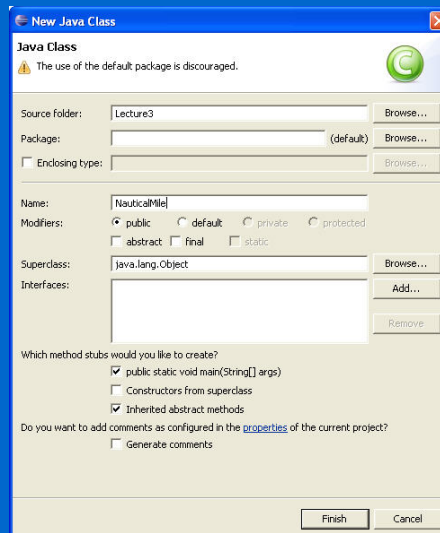 New Java Class
Java Class
The use of the default package is discouraged.
Source folder: Lecture3 Browse...
Package: (default) Browse...
Enclosing type: Browse...
Name: NauticalMile
Modifiers: public default private protected
abstract final static
Superclass: java.lang.Object Browse...
Interfaces: Add...
Remove
Which method stubs would you like to create?
public static void main(String[] args)
Constructors from superclass
Inherited abstract methods
Do you want to add comments as configured in the properties of the current project?
Generate comments
Finish Cancel